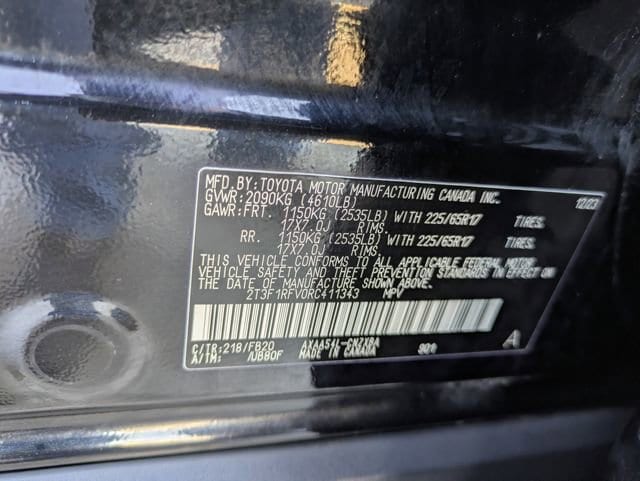 MFD.BY:TOYOTA MOTOR MANUFACTURING CANADA INC.
GVWR:2090KG (4610LB) 12/23
GAWR:FRT. 1150KG (2535LB) WITH 225/65R17 TIRES.
17X7.0J RIMS.
RR. 1150KG (2535LB) WITH 225/65R17 TIRES.
17X7.0J RIMS.
THIS VEHICLE CONFORMS TO ALL APPLICABLE FEDERAL MOTOR
VEHICLE SAFETY AND THEFT PREVENTION STANDARDS IN EFFECT ON
THE DATE OF MANUFACTURE SHOWN ABOVE.
2T3F1RFV0RC411343 MPV
C/TR:218/FB20 AXAA54L-CNZXBA A
A/TM: /UB80F MADE IN CANADA 901